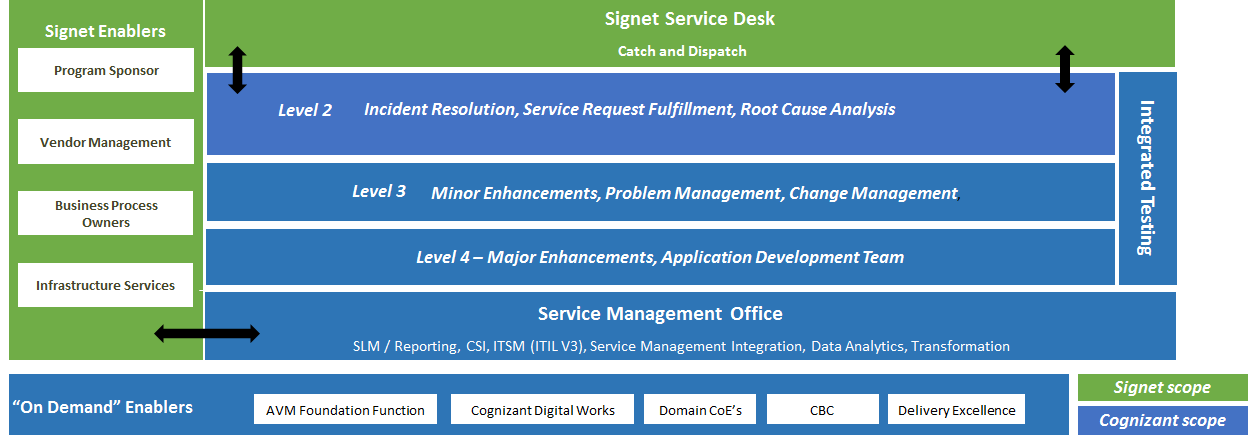 Signet Enablers
Program Sponsor
Vendor Management
Business Process
Owners
Infrastructure Services
Signet Service Desk
Catch and Dispatch
Level 2 Incident Resolution, Service Request Fulfillment, Root Cause Analysis
Level 3 Minor Enhancements, Problem Management, Change Management,
Level 4 – Major Enhancements, Application Development Team
Integrated Testing
Service Management Office
SLM / Reporting, CSI, ITSM (ITIL V3), Service Management Integration, Data Analytics, Transformation
“On Demand” Enablers
AVM Foundation Function
Cognizant Digital Works
Domain CoE’s
CBC
Delivery Excellence
Signet scope
Cognizant scope